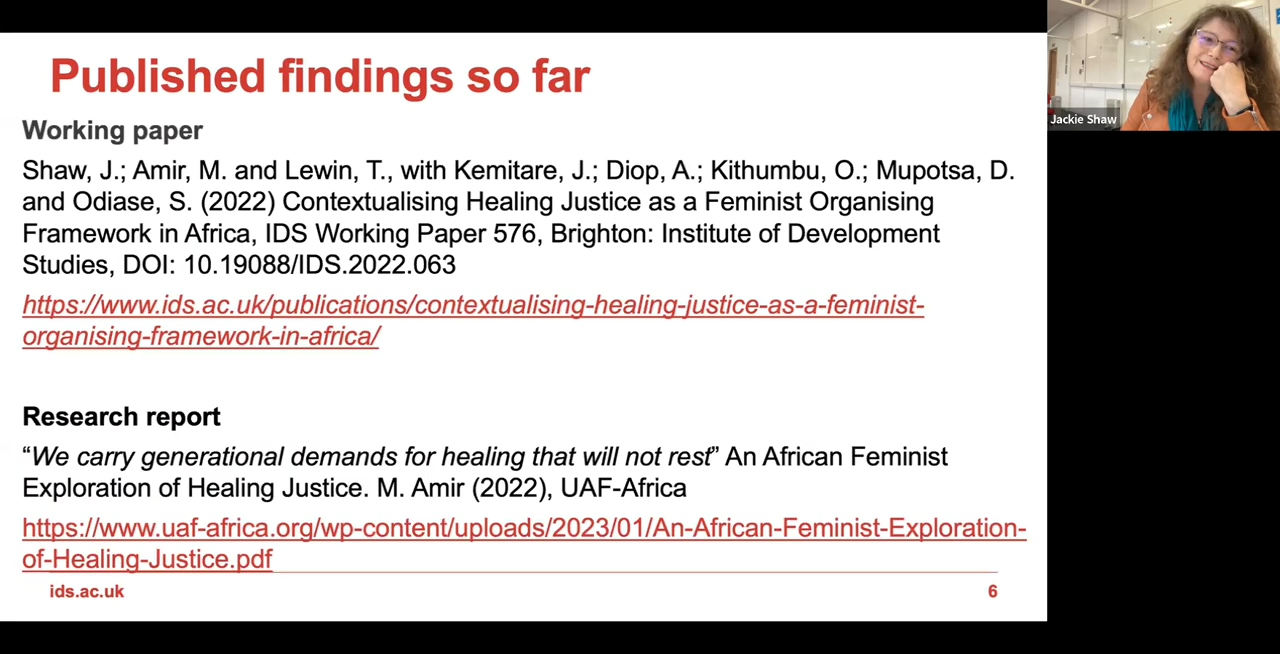 Published findings so far
Jackie Shaw
Working paper
Shaw, J.; Amir, M. and Lewin, T., with Kemitare, J.; Diop, A.; Kithumbu, O.; Mupotsa, D.
and Odiase, S. (2022) Contextualising Healing Justice as a Feminist Organising
Framework in Africa, IDS Working Paper 576, Brighton: Institute of Development
Studies, DOI: 10.19088/IDS.2022.063
https://www.ids.ac.uk/publications/contextualising-healing-justice-as-a-feminist-
organising-framework-in-africa/
Research report
“We carry generational demands for healing that will not rest” An African Feminist
Exploration of Healing Justice. M. Amir (2022), UAF-Africa
https://www.uaf-africa.org/wp-content/uploads/2023/01/An-African-Feminist-Exploration-
of-Healing-Justice.pdf
ids.ac.uk
6